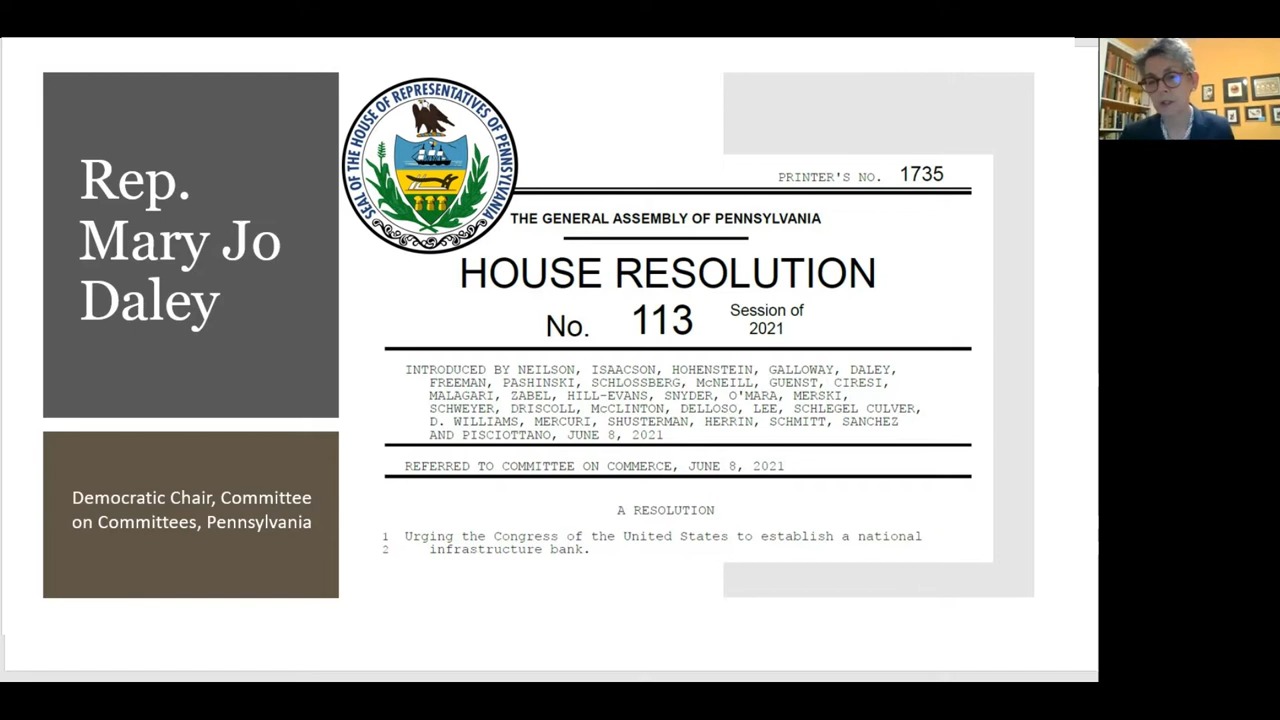 Rep.
Mary Jo
Daley
Democratic Chair, Committee
on Committees, Pennsylvania
SEAL OF THE HOUSE OF REPRESENTATIVES OF PENNSYLVANIA
PRINTER'S NO. 1735
THE GENERAL ASSEMBLY OF PENNSYLVANIA
HOUSE RESOLUTION
No. 113 Session of
2021
INTRODUCED BY NEILSON, ISAACSON, HOHENSTEIN, GALLOWAY, DALEY,
FREEMAN, PASHINSKI, SCHLOSSBERG, McNEILL, GUENST, CIRESI,
MALAGARI, ZABEL, HILL-EVANS, SNYDER, O'MARA, MERSKI,
SCHWEYER, DRISCOLL, McCLINTON, DELLOSO, LEE, SCHLEGEL CULVER,
D. WILLIAMS, MERCURI, SHUSTERMAN, HERRIN, SCHMITT, SANCHEZ
AND PISCIOTTANO, JUNE 8, 2021
REFERRED TO COMMITTEE ON COMMERCE, JUNE 8, 2021
A RESOLUTION
1 Urging the Congress of the United States to establish a national
2 infrastructure bank.